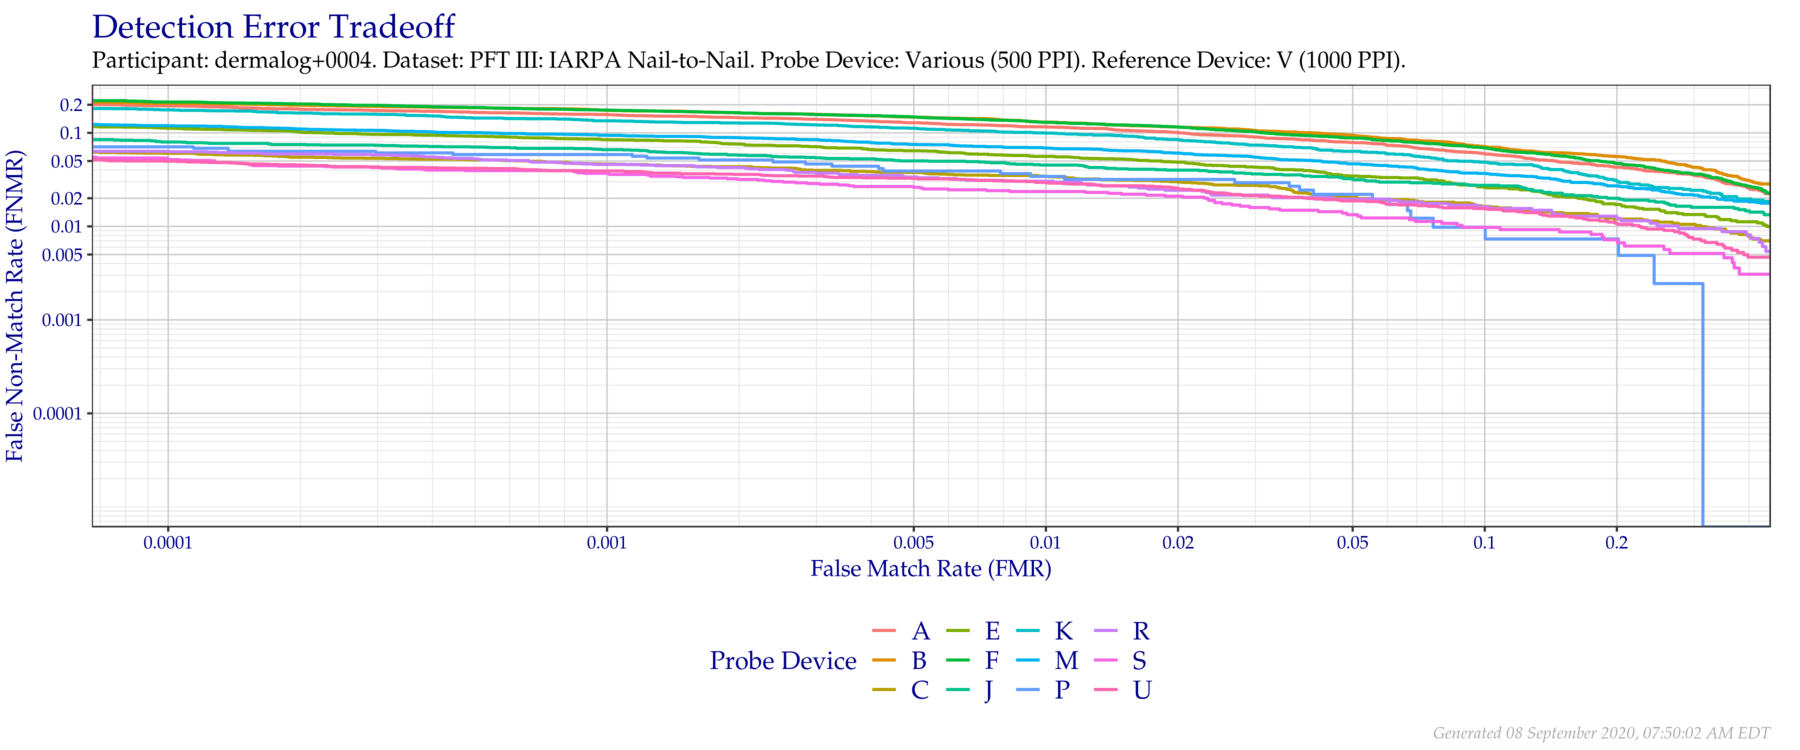 Detection Error Tradeoff
Participant: dermalog+0004. Dataset: PFT III: IARPA Nail-to-Nail. Probe Device: Various (500 PPI). Reference Device: V (1000 PPI).
False Non-Match Rate (FNMR)
0.2
0.1
0.05
0.02
0.01
0.005
0.001
0.0001
0.0001 0.001 0.005 0.01 0.02 0.05 0.1 0.2
False Match Rate (FMR)
Probe Device
A E K R
B F M S
C J P U
Generated 08 September 2020, 07:50:02 AM EDT